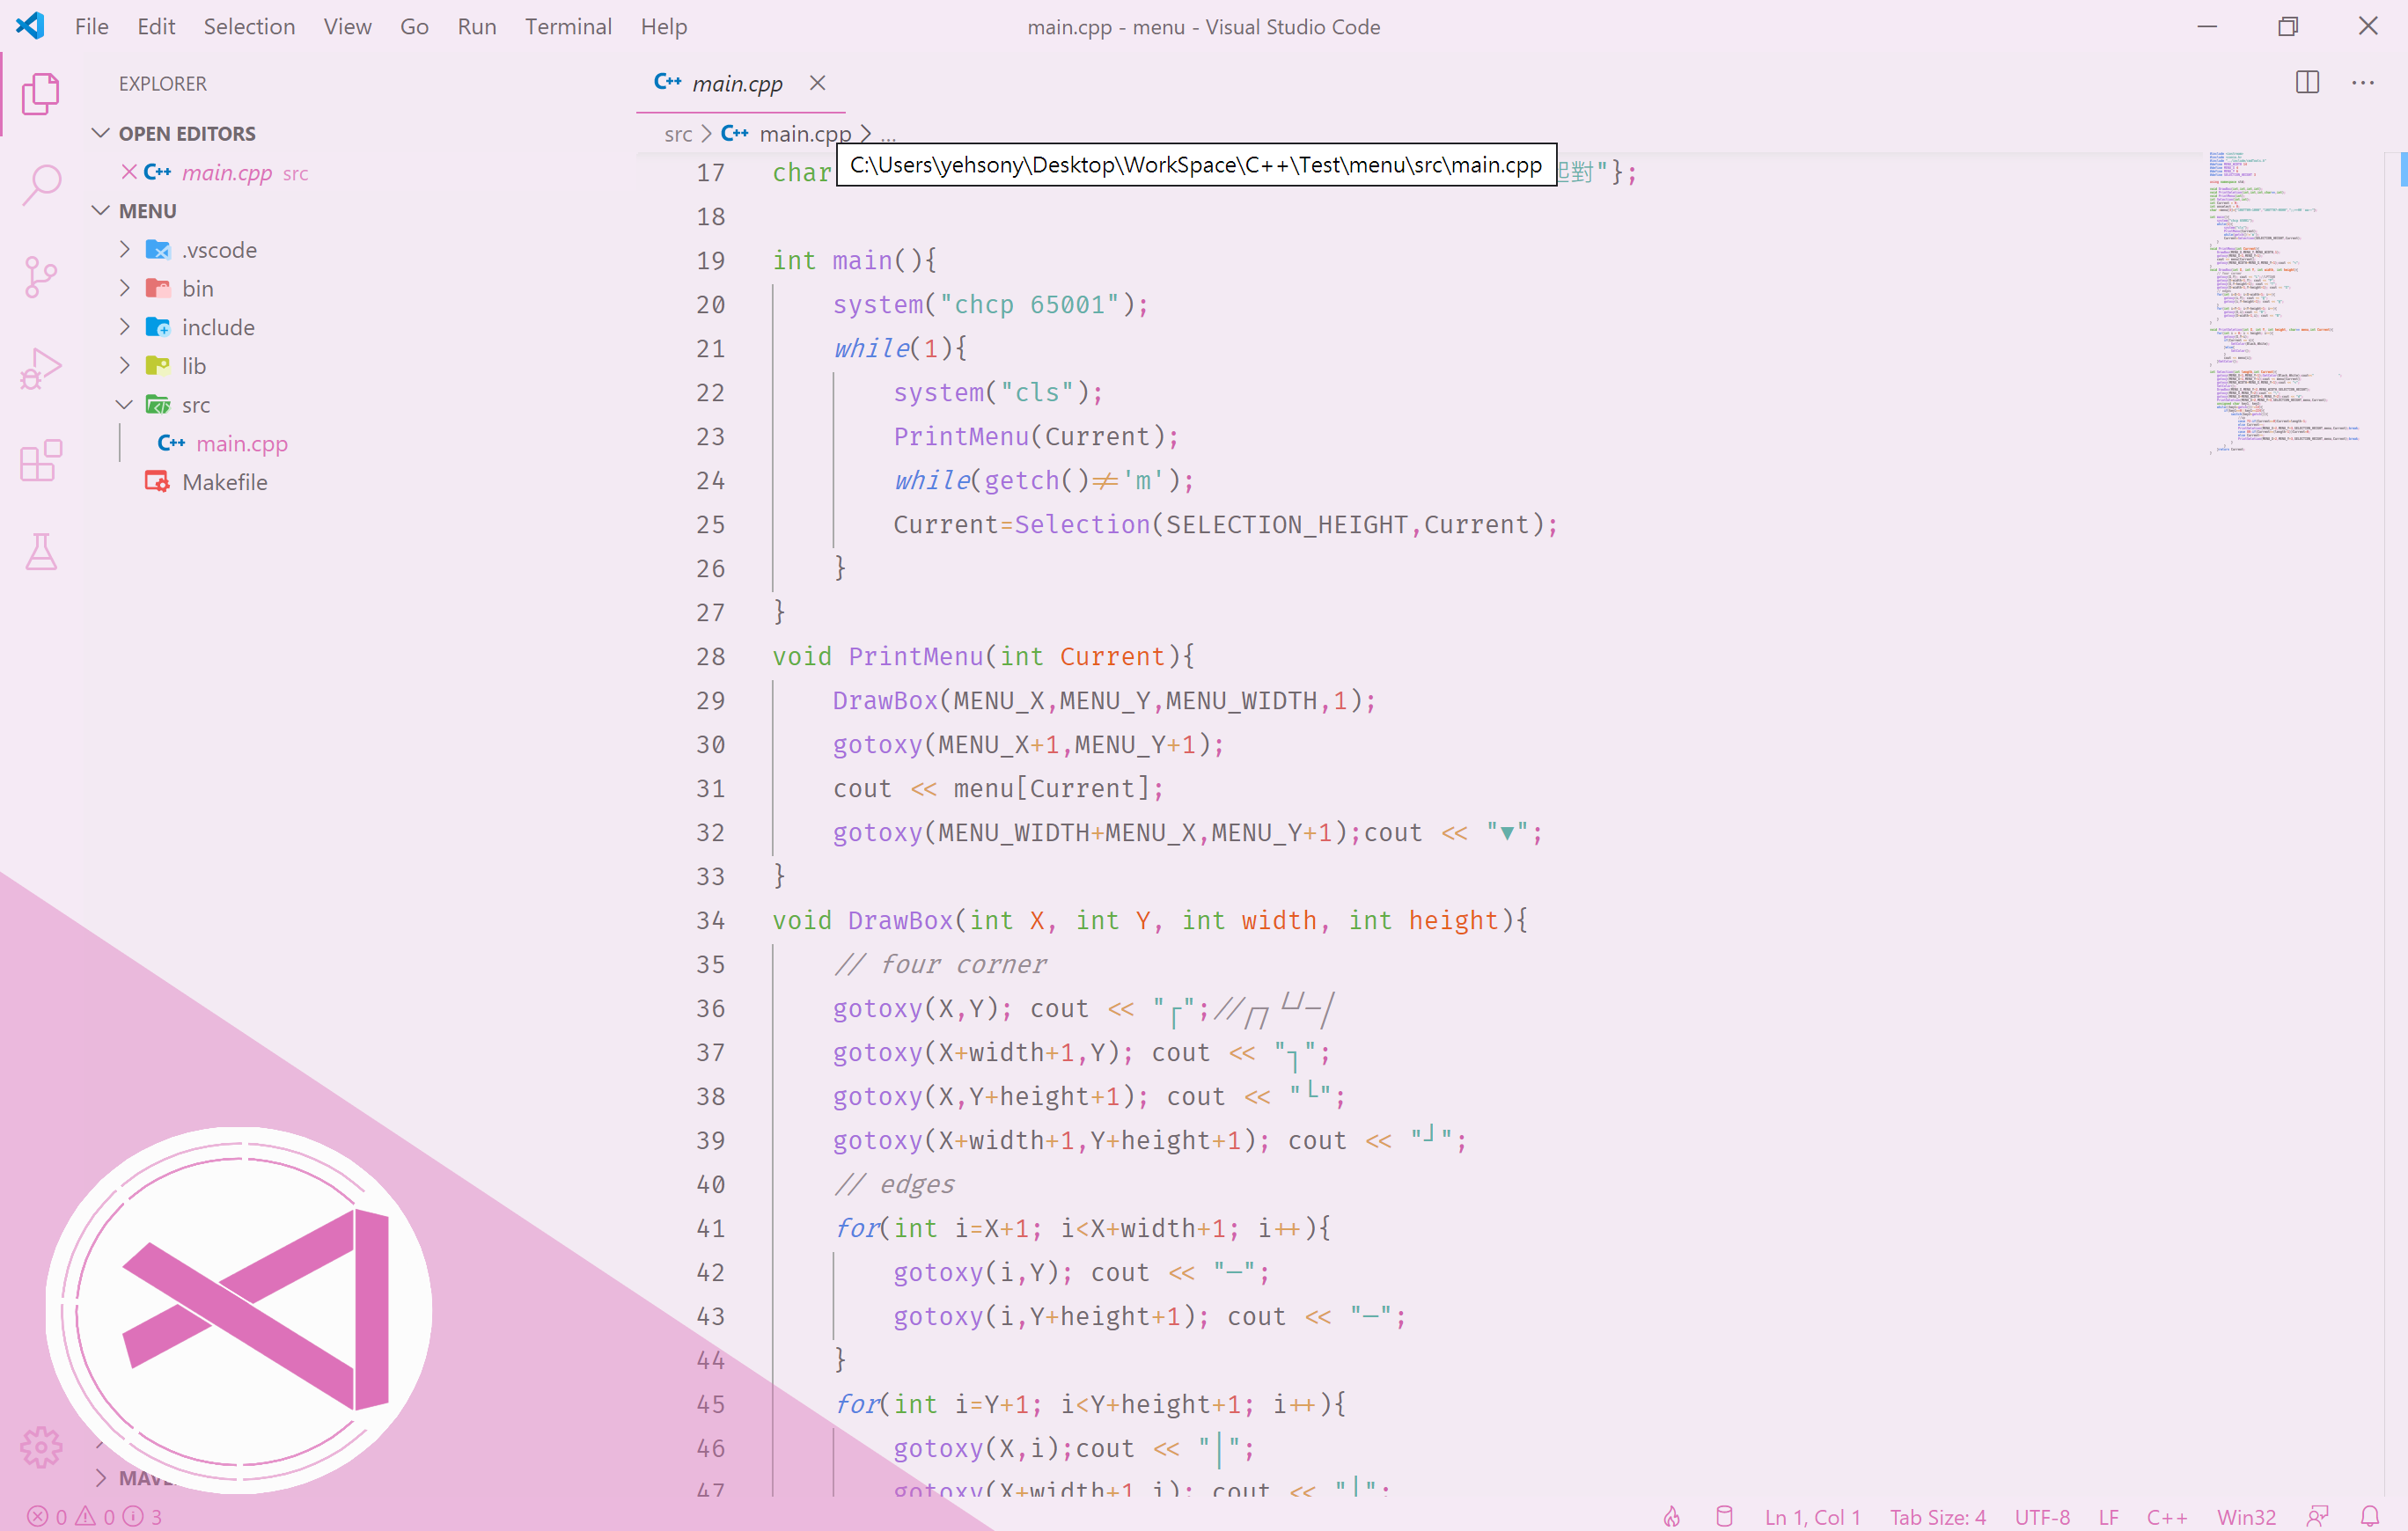 File Edit Selection View Go Run Terminal Help
main.cpp - menu - Visual Studio Code
EXPLORER
OPEN EDITORS
main.cpp src
MENU
.vscode
bin
include
lib
src
main.cpp
Makefile
main.cpp
src > main.cpp > ...
C:\Users\yehsony\Desktop\WorkSpace\C++\Test\menu\src\main.cpp
17 char 對"};
18
19 int main(){
20 system("chcp 65001");
21 while(1){
22 system("cls");
23 PrintMenu(Current);
24 while(getch()!='m');
25 Current=Selection(SELECTION_HEIGHT,Current);
26 }
27 }
28 void PrintMenu(int Current){
29 DrawBox(MENU_X,MENU_Y,MENU_WIDTH,1);
30 gotoxy(MENU_X+1,MENU_Y+1);
31 cout << menu[Current];
32 gotoxy(MENU_WIDTH+MENU_X,MENU_Y+1);cout << "▼";
33 }
34 void DrawBox(int X, int Y, int width, int height){
35 // four corner
36 gotoxy(X,Y); cout << "┌";//┌┐└┘─│
37 gotoxy(X+width+1,Y); cout << "┐";
38 gotoxy(X,Y+height+1); cout << "└";
39 gotoxy(X+width+1,Y+height+1); cout << "┘";
40 // edges
41 for(int i=X+1; i<X+width+1; i++){
42 gotoxy(i,Y); cout << "─";
43 gotoxy(i,Y+height+1); cout << "─";
44 }
45 for(int i=Y+1; i<Y+height+1; i++){
46 gotoxy(X,i);cout << "│";
47 gotoxy(X+width+1,i); cout << "│";
0 0 3
Ln 1, Col 1 Tab Size: 4 UTF-8 LF C++ Win32